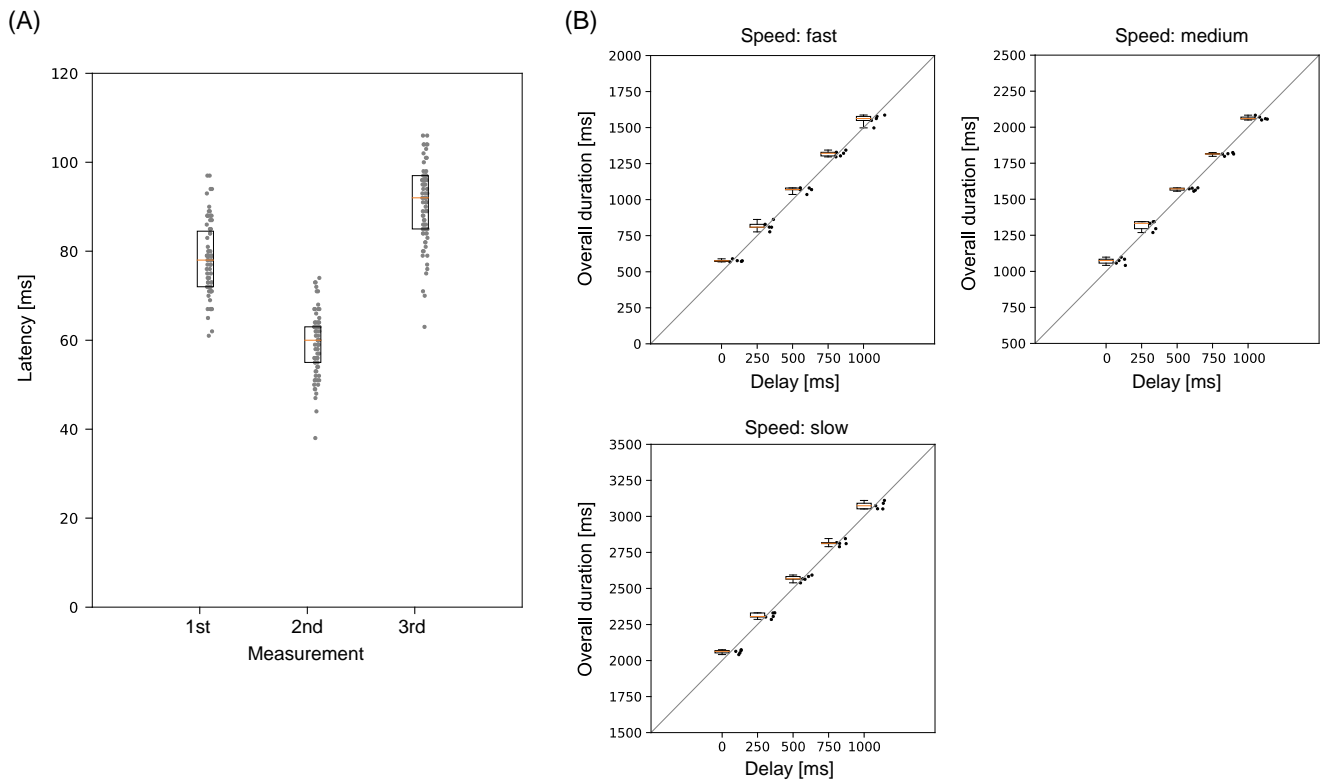 (A)
120
100
80
60
40
20
0
Latency [ms]
1st 2nd 3rd
Measurement
(B)
Speed: fast
2000
1750
1500
1250
1000
750
500
250
0
Overall duration [ms]
0 250 500 750 1000
Delay [ms]
Speed: medium
2500
2250
2000
1750
1500
1250
1000
750
500
Overall duration [ms]
0 250 500 750 1000
Delay [ms]
Speed: slow
3500
3250
3000
2750
2500
2250
2000
1750
1500
Overall duration [ms]
0 250 500 750 1000
Delay [ms]